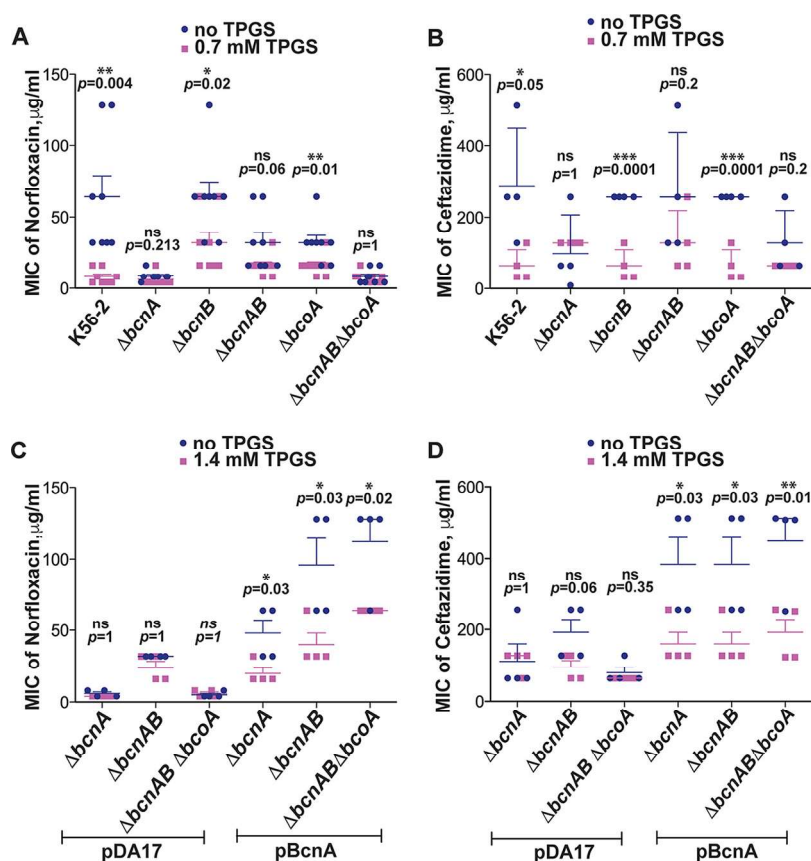 A
no TPGS
0.7 mM TPGS
MIC of Norfloxacin,µg/ml
150
100
50
0
**
p=0.004
ns
p=0.213
*
p=0.02
ns
p=0.06
**
p=0.01
ns
p=1
K56-2
ΔbcnA
ΔbcnB
ΔbcnAB
ΔbcoA
ΔbcnABΔbcoA
B
no TPGS
0.7 mM TPGS
MIC of Ceftazidime, µg/ml
600
400
200
0
*
p=0.05
ns
p=1
***
p=0.0001
ns
p=0.2
***
p=0.0001
ns
p=0.2
K56-2
ΔbcnA
ΔbcnB
ΔbcnAB
ΔbcoA
ΔbcnABΔbcoA
C
no TPGS
1.4 mM TPGS
MIC of Norfloxacin,µg/ml
150
100
50
0
ns
p=1
ns
p=1
ns
p=1
*
p=0.03
*
p=0.03
*
p=0.02
ΔbcnA
ΔbcnAB
ΔbcnAB ΔbcoA
ΔbcnA
ΔbcnAB
ΔbcnABΔbcoA
pDA17
pBcnA
D
no TPGS
1.4 mM TPGS
MIC of Ceftazidime, µg/ml
600
400
200
0
ns
p=1
ns
p=0.06
ns
p=0.35
*
p=0.03
*
p=0.03
**
p=0.01
ΔbcnA
ΔbcnAB
ΔbcnAB ΔbcoA
ΔbcnA
ΔbcnAB
ΔbcnABΔbcoA
pDA17
pBcnA